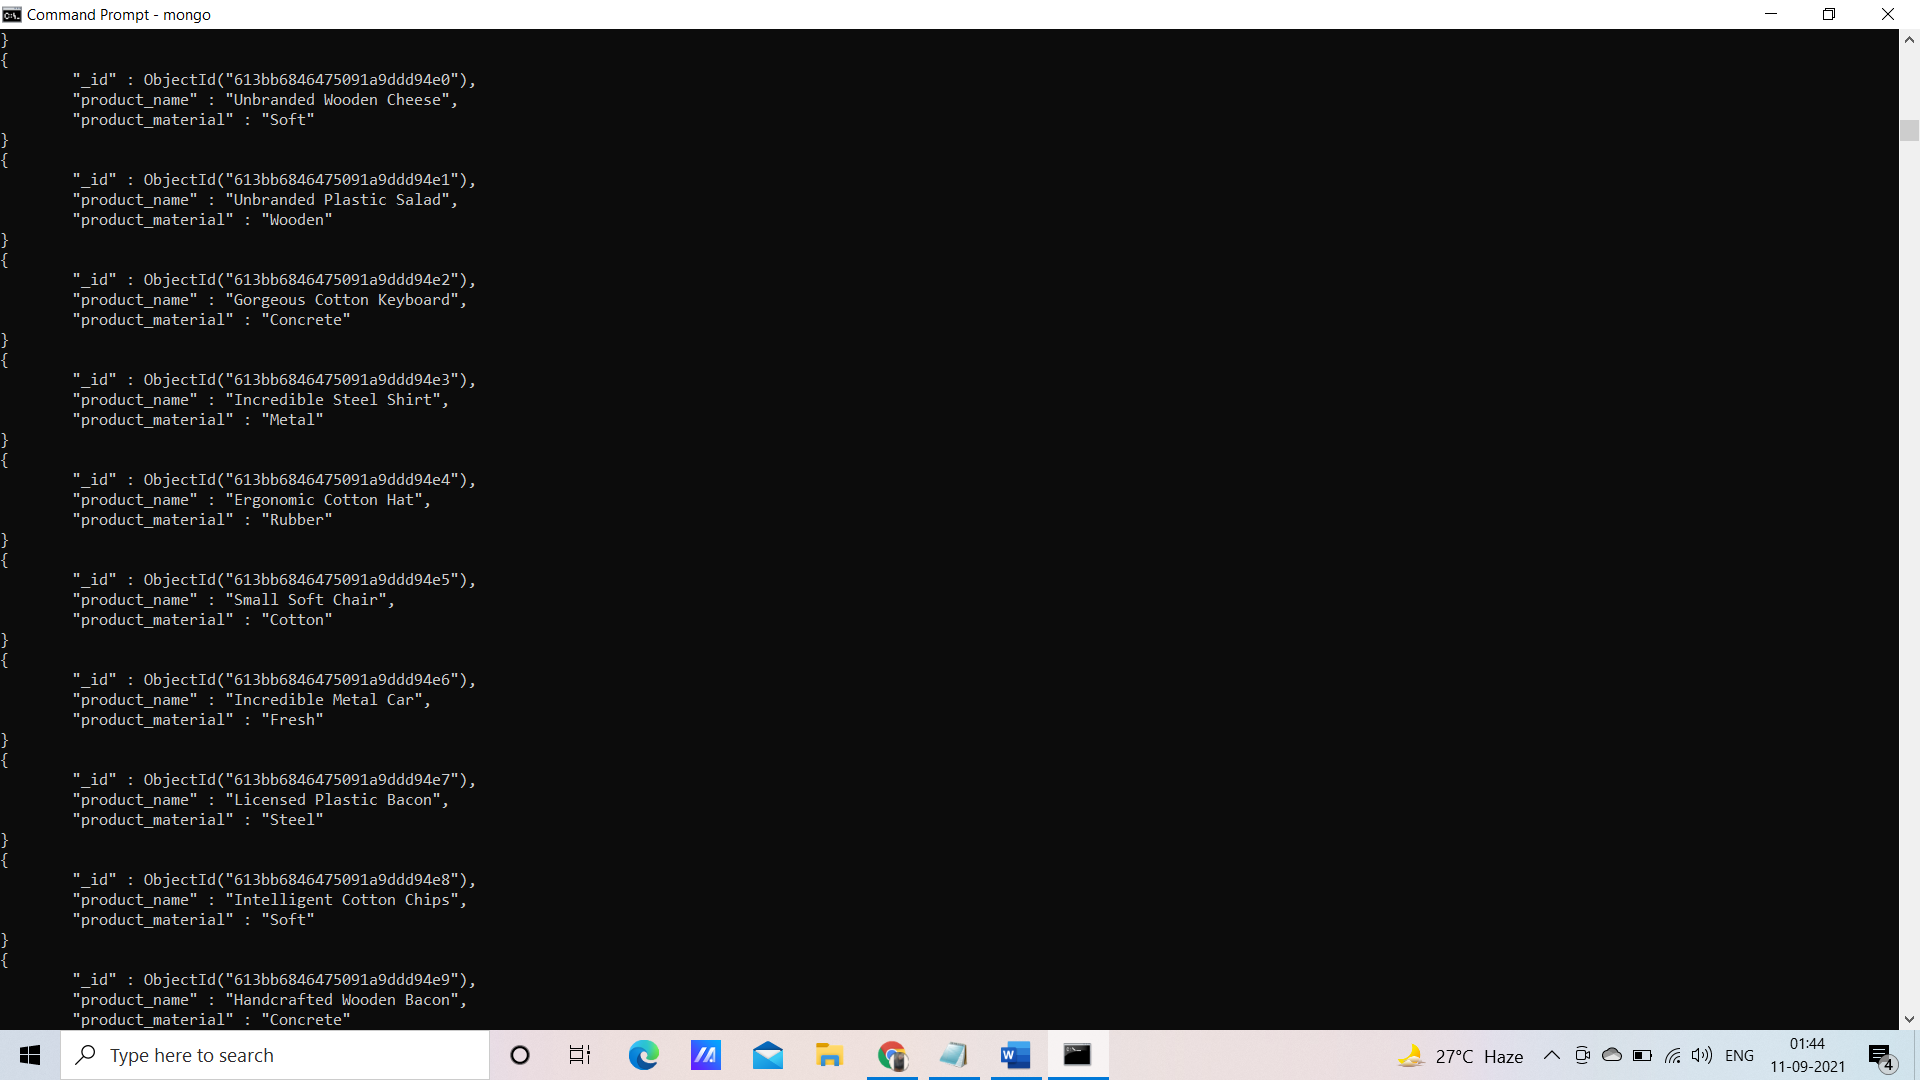 Command Prompt - mongo
}
{
"_id" : ObjectId("613bb6846475091a9ddd94e0"),
"product_name" : "Unbranded Wooden Cheese",
"product_material" : "Soft"
}
{
"_id" : ObjectId("613bb6846475091a9ddd94e1"),
"product_name" : "Unbranded Plastic Salad",
"product_material" : "Wooden"
}
{
"_id" : ObjectId("613bb6846475091a9ddd94e2"),
"product_name" : "Gorgeous Cotton Keyboard",
"product_material" : "Concrete"
}
{
"_id" : ObjectId("613bb6846475091a9ddd94e3"),
"product_name" : "Incredible Steel Shirt",
"product_material" : "Metal"
}
{
"_id" : ObjectId("613bb6846475091a9ddd94e4"),
"product_name" : "Ergonomic Cotton Hat",
"product_material" : "Rubber"
}
{
"_id" : ObjectId("613bb6846475091a9ddd94e5"),
"product_name" : "Small Soft Chair",
"product_material" : "Cotton"
}
{
"_id" : ObjectId("613bb6846475091a9ddd94e6"),
"product_name" : "Incredible Metal Car",
"product_material" : "Fresh"
}
{
"_id" : ObjectId("613bb6846475091a9ddd94e7"),
"product_name" : "Licensed Plastic Bacon",
"product_material" : "Steel"
}
{
"_id" : ObjectId("613bb6846475091a9ddd94e8"),
"product_name" : "Intelligent Cotton Chips",
"product_material" : "Soft"
}
{
"_id" : ObjectId("613bb6846475091a9ddd94e9"),
"product_name" : "Handcrafted Wooden Bacon",
"product_material" : "Concrete"
Type here to search
27°C Haze
ENG
01:44
11-09-2021
4